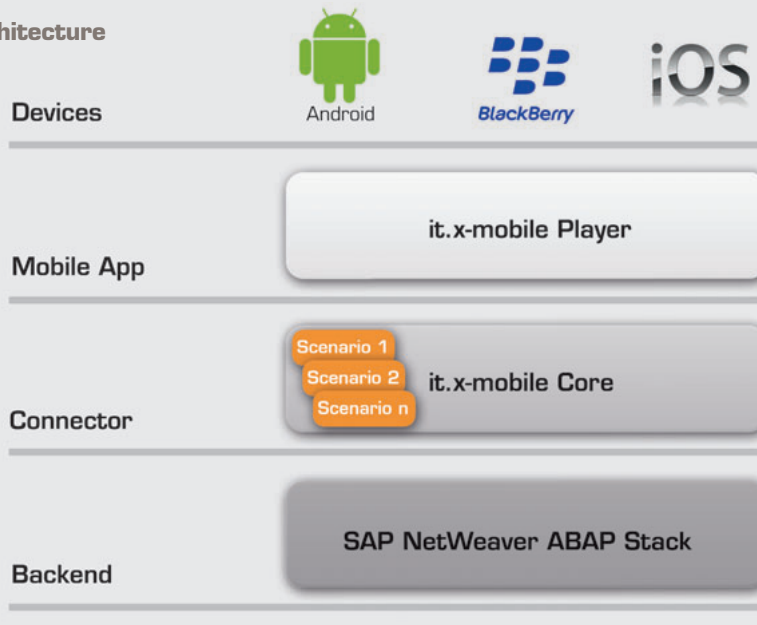 hitecture
Devices
Android
BlackBerry
iOS
Mobile App
it.x-mobile Player
Connector
Scenario 1
Scenario 2
Scenario n
it.x-mobile Core
Backend
SAP NetWeaver ABAP Stack